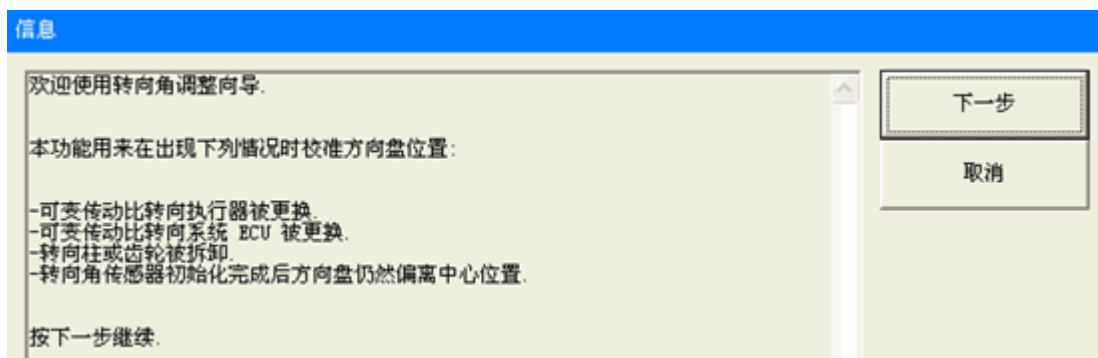 信息
欢迎使用转向角调整向导.
下一步
本功能用来在出现下列情况时校准方向盘位置:
取消
-可变传动比转向执行器被更换.
-可变传动比转向系统 ECU 被更换.
-转向柱或齿轮被拆卸.
-转向角传感器初始化完成后方向盘仍然偏离中心位置.
按下一步继续.